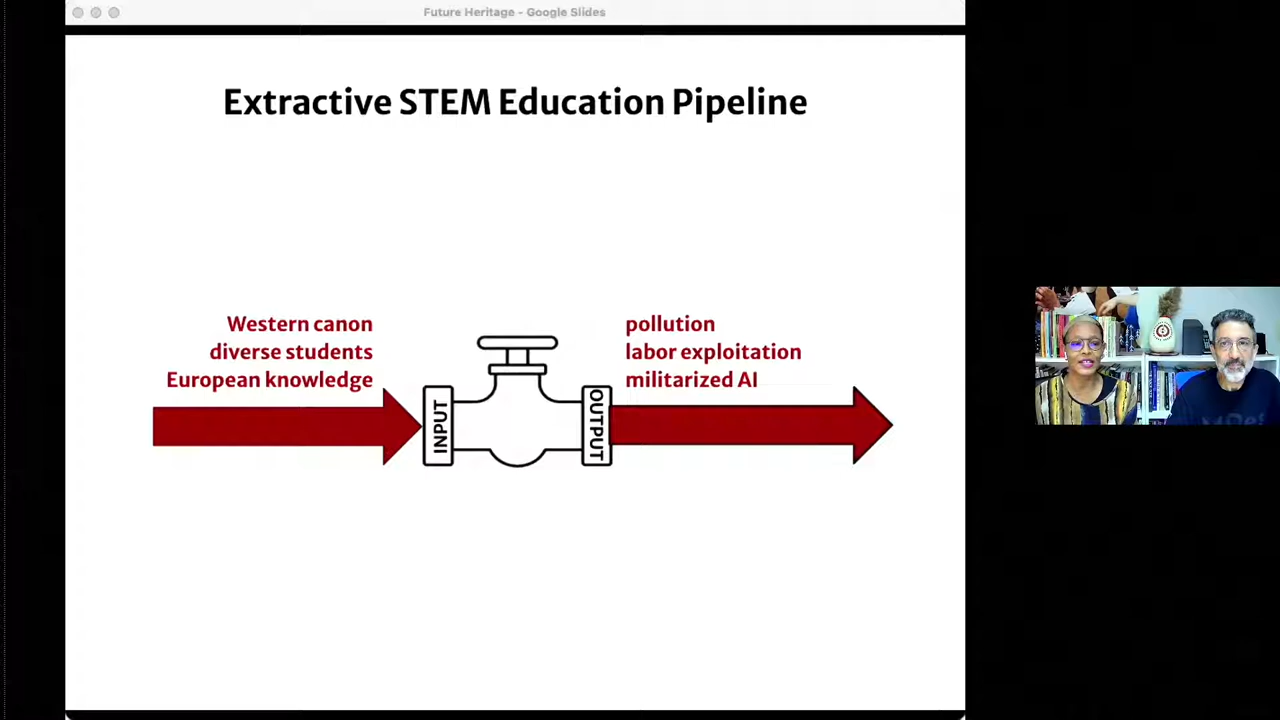 Future Heritage - Google Slides
Extractive STEM Education Pipeline
Western canon
diverse students
European knowledge
pollution
labor exploitation
militarized AI
INPUT
OUTPUT